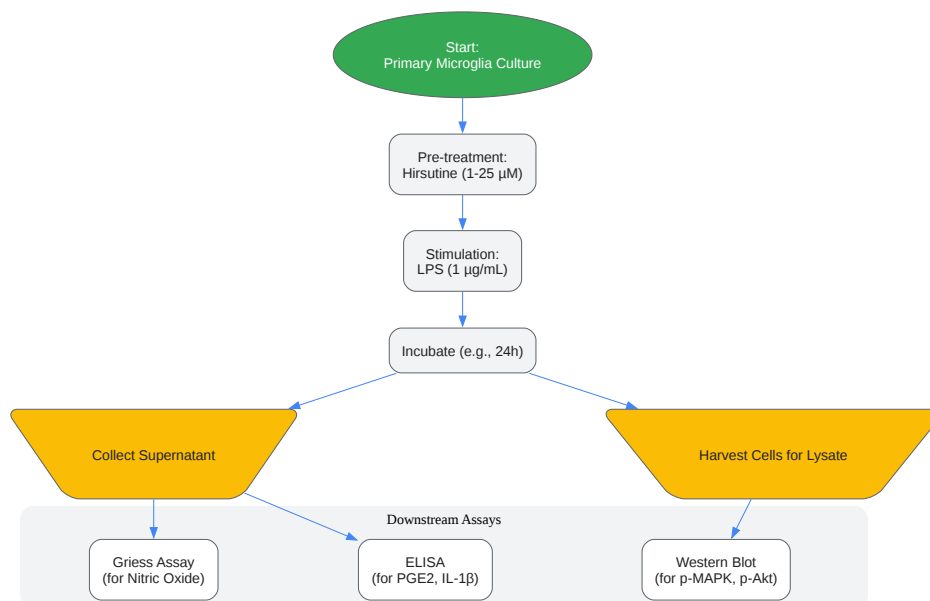 Start:
Primary Microglia Culture
Pre-treatment:
Hirsutine (1-25 µM)
Stimulation:
LPS (1 µg/mL)
Incubate (e.g., 24h)
Collect Supernatant
Harvest Cells for Lysate
Downstream Assays
Griess Assay
(for Nitric Oxide)
ELISA
(for PGE2, IL-1β)
Western Blot
(for p-MAPK, p-Akt)